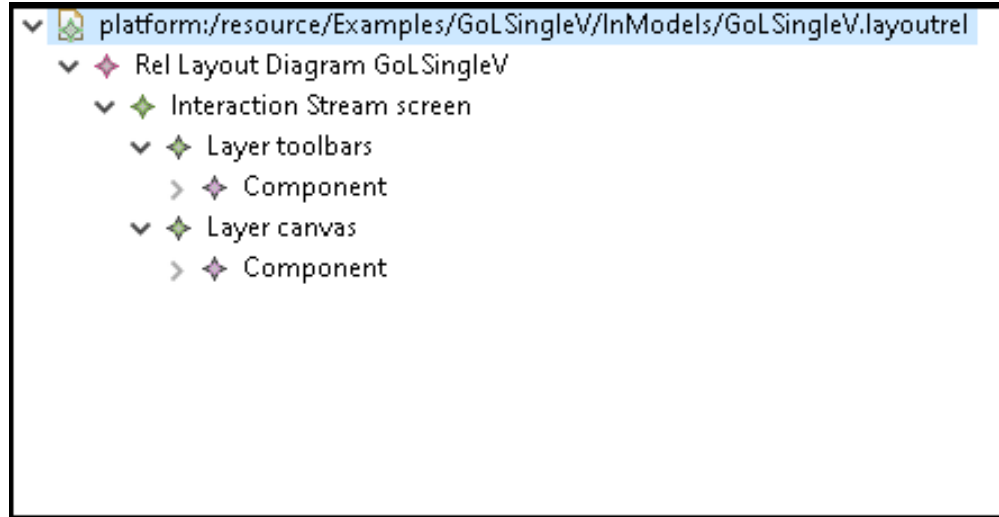 platform:/resource/Examples/GoLSingleV/InModels/GoLSingleV.layoutrel
Rel Layout Diagram GoLSingleV
Interaction Stream screen
Layer toolbars
Component
Layer canvas
Component